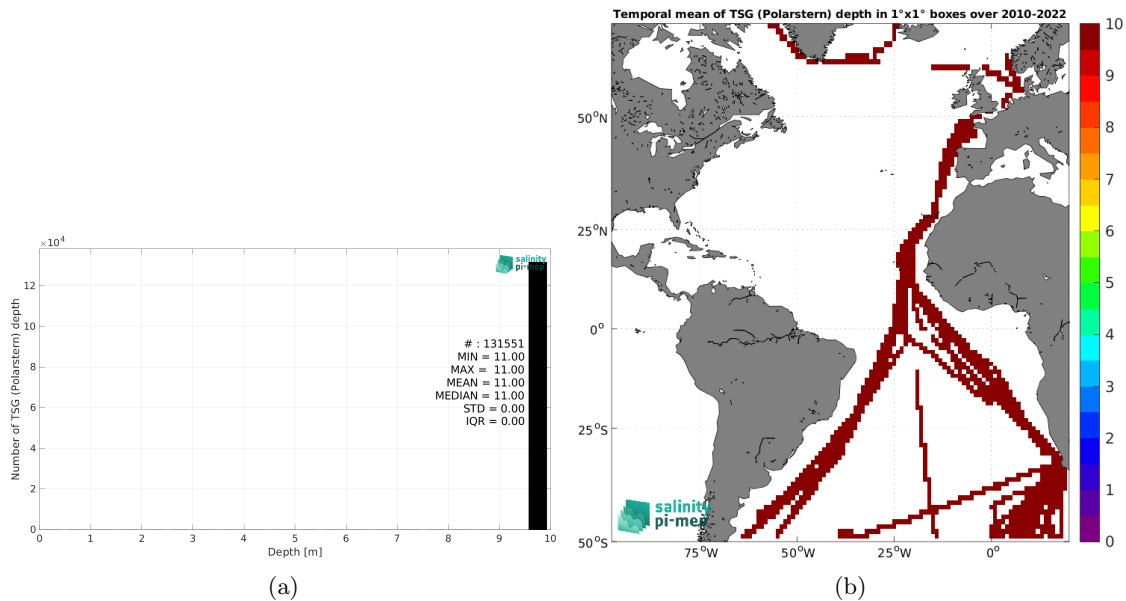 Temporal mean of TSG (Polarstern) depth in 1°x1° boxes over 2010-2022
×10⁴
12
10
8
6
4
2
0
Number of TSG (Polarstern) depth
salinity
pi-mep
# : 131551
MIN = 11.00
MAX = 11.00
MEAN = 11.00
MEDIAN = 11.00
STD = 0.00
IQR = 0.00
0 1 2 3 4 5 6 7 8 9 10
Depth [m]
(a)
50°N
25°N
0°
25°S
50°S
75°W 50°W 25°W 0°
salinity
pi-mep
10
9
8
7
6
5
4
3
2
1
0
(b)